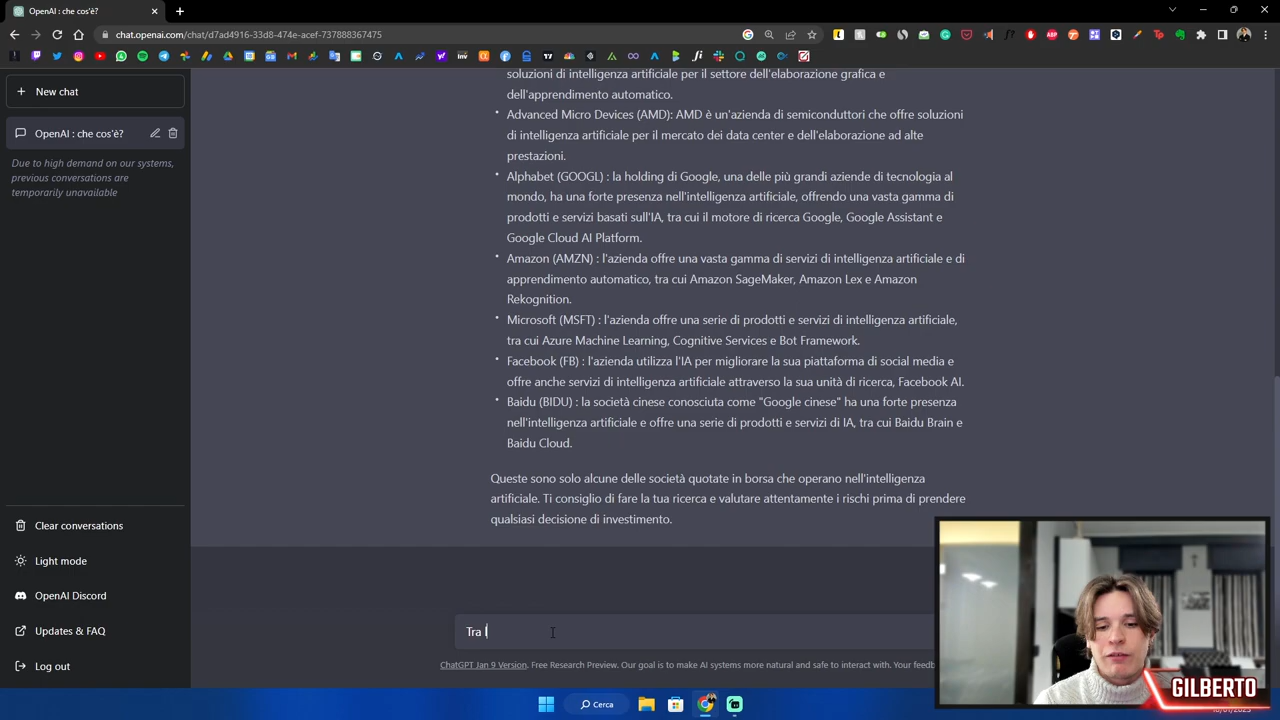 OpenAI : che cos'è?
chat.openai.com/chat/d7ad4916-33d8-474e-acef-737888367475
New chat
OpenAI : che cos'è?
Due to high demand on our systems,
previous conversations are
temporarily unavailable
Clear conversations
Light mode
OpenAI Discord
Updates & FAQ
Log out
soluzioni di intelligenza artificiale per il settore dell'elaborazione grafica e
dell'apprendimento automatico.
• Advanced Micro Devices (AMD): AMD è un'azienda di semiconduttori che offre soluzioni
di intelligenza artificiale per il mercato dei data center e dell'elaborazione ad alte
prestazioni.
• Alphabet (GOOGL) : la holding di Google, una delle più grandi aziende di tecnologia al
mondo, ha una forte presenza nell'intelligenza artificiale, offrendo una vasta gamma di
prodotti e servizi basati sull'IA, tra cui il motore di ricerca Google, Google Assistant e
Google Cloud AI Platform.
• Amazon (AMZN) : l'azienda offre una vasta gamma di servizi di intelligenza artificiale e di
apprendimento automatico, tra cui Amazon SageMaker, Amazon Lex e Amazon
Rekognition.
• Microsoft (MSFT) : l'azienda offre una serie di prodotti e servizi di intelligenza artificiale,
tra cui Azure Machine Learning, Cognitive Services e Bot Framework.
• Facebook (FB) : l'azienda utilizza l'IA per migliorare la sua piattaforma di social media e
offre anche servizi di intelligenza artificiale attraverso la sua unità di ricerca, Facebook AI.
• Baidu (BIDU) : la società cinese conosciuta come "Google cinese" ha una forte presenza
nell'intelligenza artificiale e offre una serie di prodotti e servizi di IA, tra cui Baidu Brain e
Baidu Cloud.
Queste sono solo alcune delle società quotate in borsa che operano nell'intelligenza
artificiale. Ti consiglio di fare la tua ricerca e valutare attentamente i rischi prima di prendere
qualsiasi decisione di investimento.
Tra l
ChatGPT Jan 9 Version. Free Research Preview. Our goal is to make AI systems more natural and safe to interact with. Your feedb
Cerca
GILBERTO